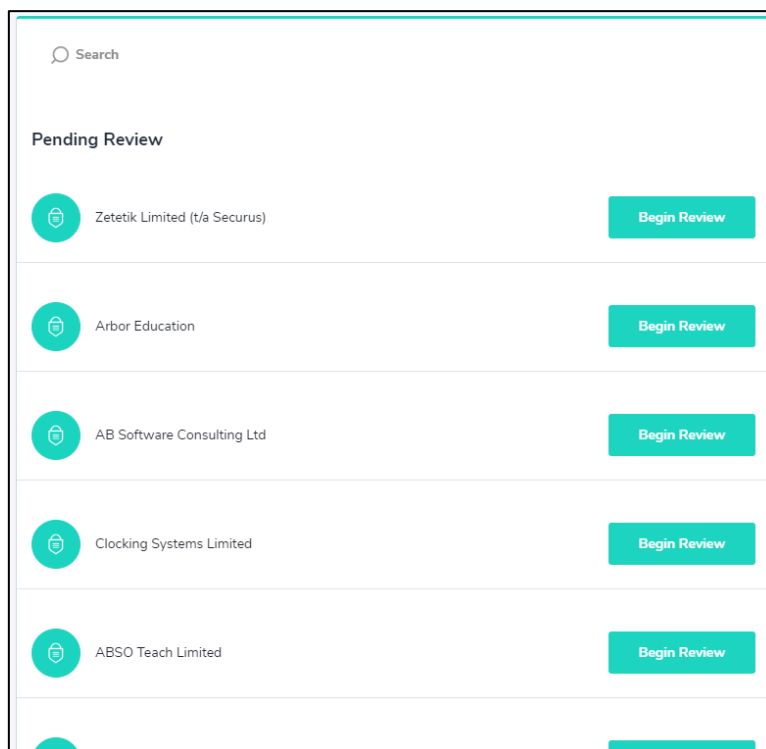 Search
Pending Review
Zetetik Limited (t/a Securus) Begin Review
Arbor Education Begin Review
AB Software Consulting Ltd Begin Review
Clocking Systems Limited Begin Review
ABSO Teach Limited Begin Review